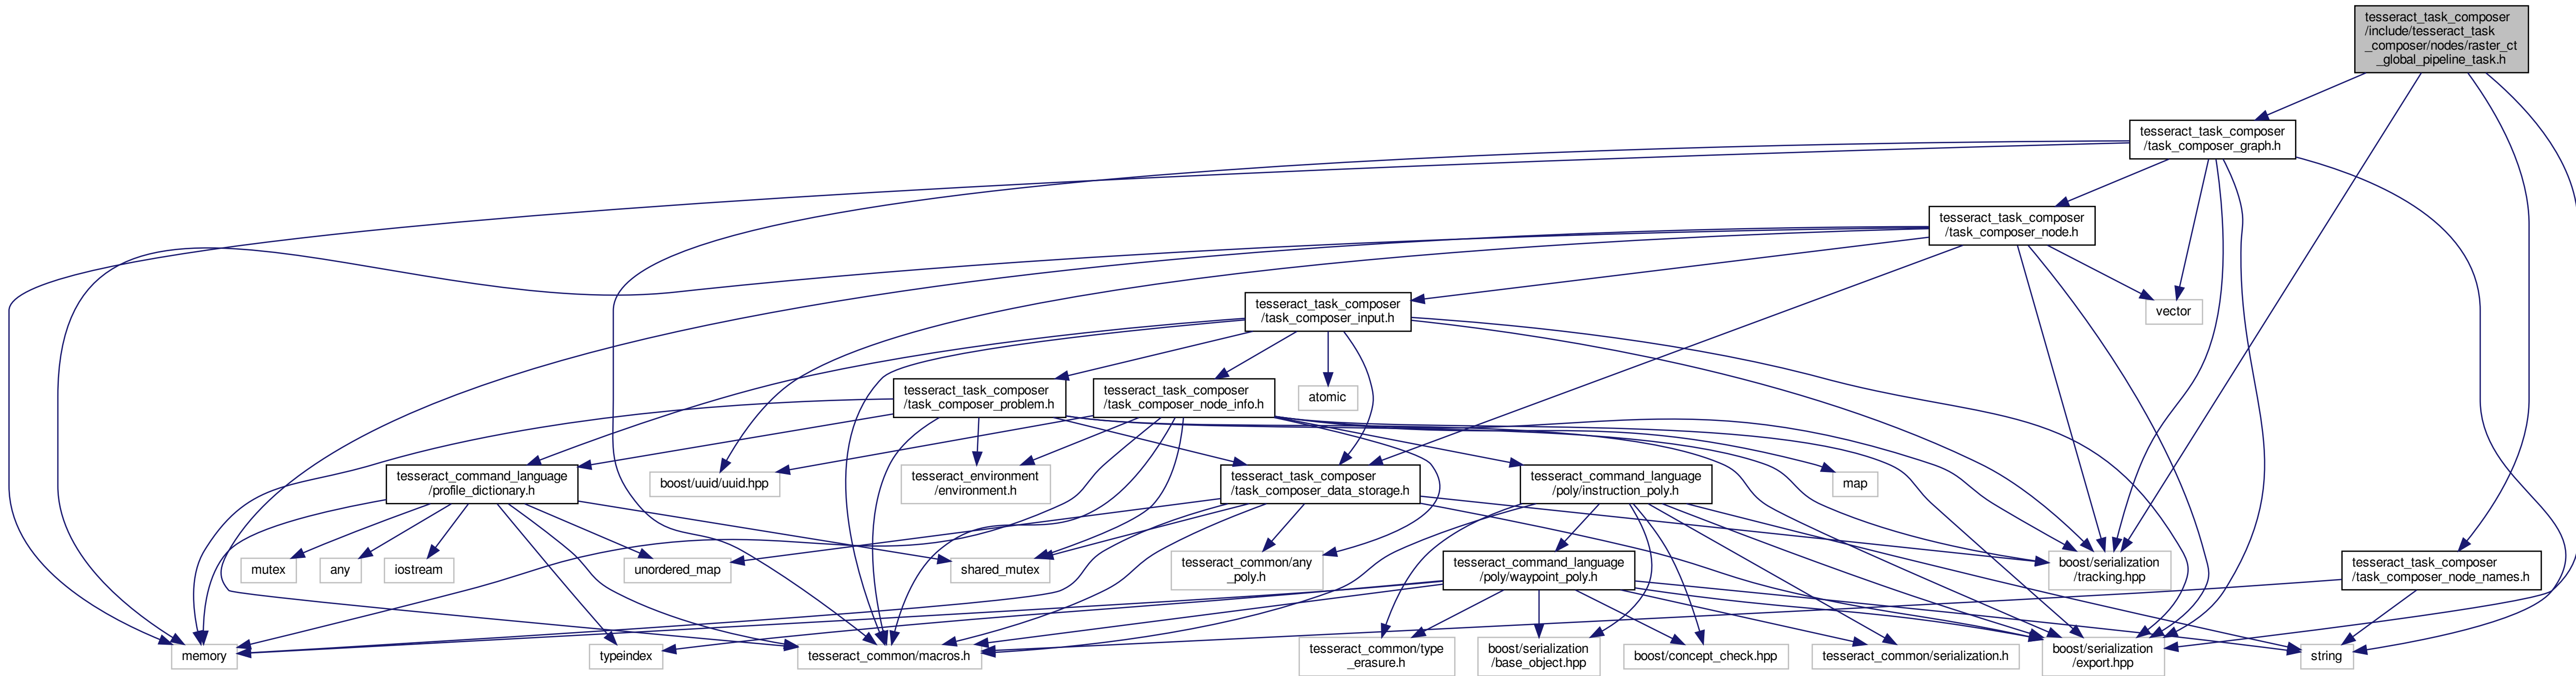 tesseract_task_composer
/include/tesseract_task
_composer/nodes/raster_ct
_global_pipeline_task.h
tesseract_task_composer
/task_composer_graph.h
tesseract_task_composer
/task_composer_node.h
tesseract_task_composer
/task_composer_input.h
vector
tesseract_task_composer
/task_composer_problem.h
tesseract_task_composer
/task_composer_node_info.h
atomic
tesseract_command_language
/profile_dictionary.h
boost/uuid/uuid.hpp
tesseract_environment
/environment.h
tesseract_task_composer
/task_composer_data_storage.h
tesseract_command_language
/poly/instruction_poly.h
map
mutex
any
iostream
unordered_map
shared_mutex
tesseract_common/any
_poly.h
tesseract_command_language
/poly/waypoint_poly.h
boost/serialization
/tracking.hpp
tesseract_task_composer
/task_composer_node_names.h
memory
typeindex
tesseract_common/macros.h
tesseract_common/type
_erasure.h
boost/serialization
/base_object.hpp
boost/concept_check.hpp
tesseract_common/serialization.h
boost/serialization
/export.hpp
string